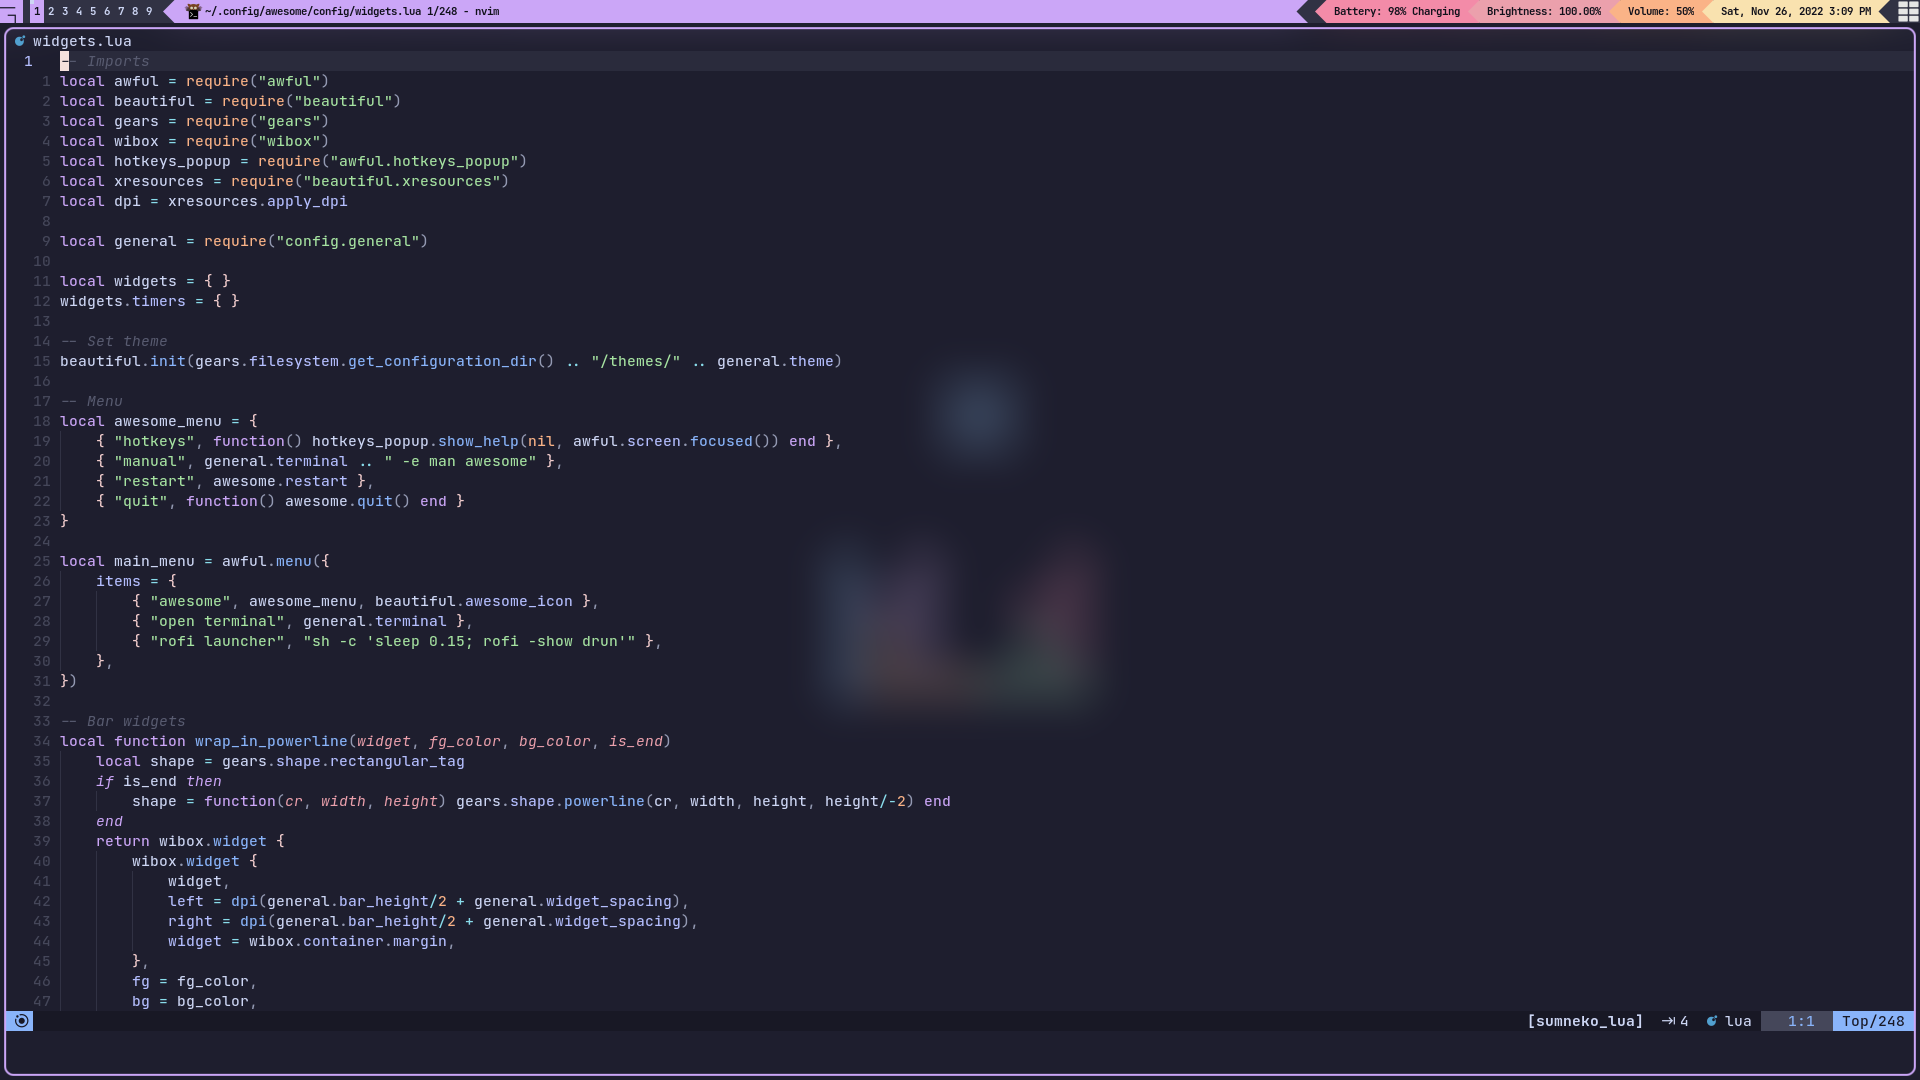 1 2 3 4 5 6 7 8 9 ~/.config/awesome/config/widgets.lua 1/248 - nvim Battery: 98% Charging Brightness: 100.00% Volume: 50% Sat, Nov 26, 2022 3:09 PM
widgets.lua
1 -- Imports
1 local awful = require("awful")
2 local beautiful = require("beautiful")
3 local gears = require("gears")
4 local wibox = require("wibox")
5 local hotkeys_popup = require("awful.hotkeys_popup")
6 local xresources = require("beautiful.xresources")
7 local dpi = xresources.apply_dpi
8
9 local general = require("config.general")
10
11 local widgets = { }
12 widgets.timers = { }
13
14 -- Set theme
15 beautiful.init(gears.filesystem.get_configuration_dir() .. "/themes/" .. general.theme)
16
17 -- Menu
18 local awesome_menu = {
19     { "hotkeys", function() hotkeys_popup.show_help(nil, awful.screen.focused()) end },
20     { "manual", general.terminal .. " -e man awesome" },
21     { "restart", awesome.restart },
22     { "quit", function() awesome.quit() end }
23 }
24
25 local main_menu = awful.menu({
26     items = {
27         { "awesome", awesome_menu, beautiful.awesome_icon },
28         { "open terminal", general.terminal },
29         { "rofi launcher", "sh -c 'sleep 0.15; rofi -show drun'" },
30     },
31 })
32
33 -- Bar widgets
34 local function wrap_in_powerline(widget, fg_color, bg_color, is_end)
35     local shape = gears.shape.rectangular_tag
36     if is_end then
37         shape = function(cr, width, height) gears.shape.powerline(cr, width, height, height/-2) end
38     end
39     return wibox.widget {
40         wibox.widget {
41             widget,
42             left = dpi(general.bar_height/2 + general.widget_spacing),
43             right = dpi(general.bar_height/2 + general.widget_spacing),
44             widget = wibox.container.margin,
45         },
46         fg = fg_color,
47         bg = bg_color,
[sumneko_lua] 4 lua 1:1 Top/248